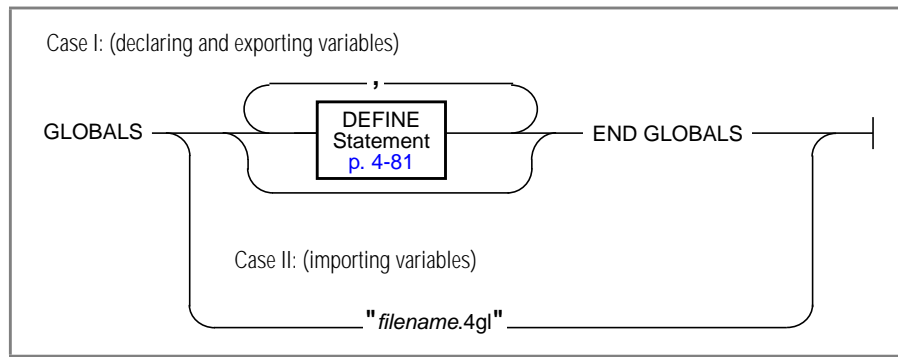 Case I: (declaring and exporting variables)
,
GLOBALS DEFINE Statement p. 4-81 END GLOBALS
Case II: (importing variables)
"filename.4gl"